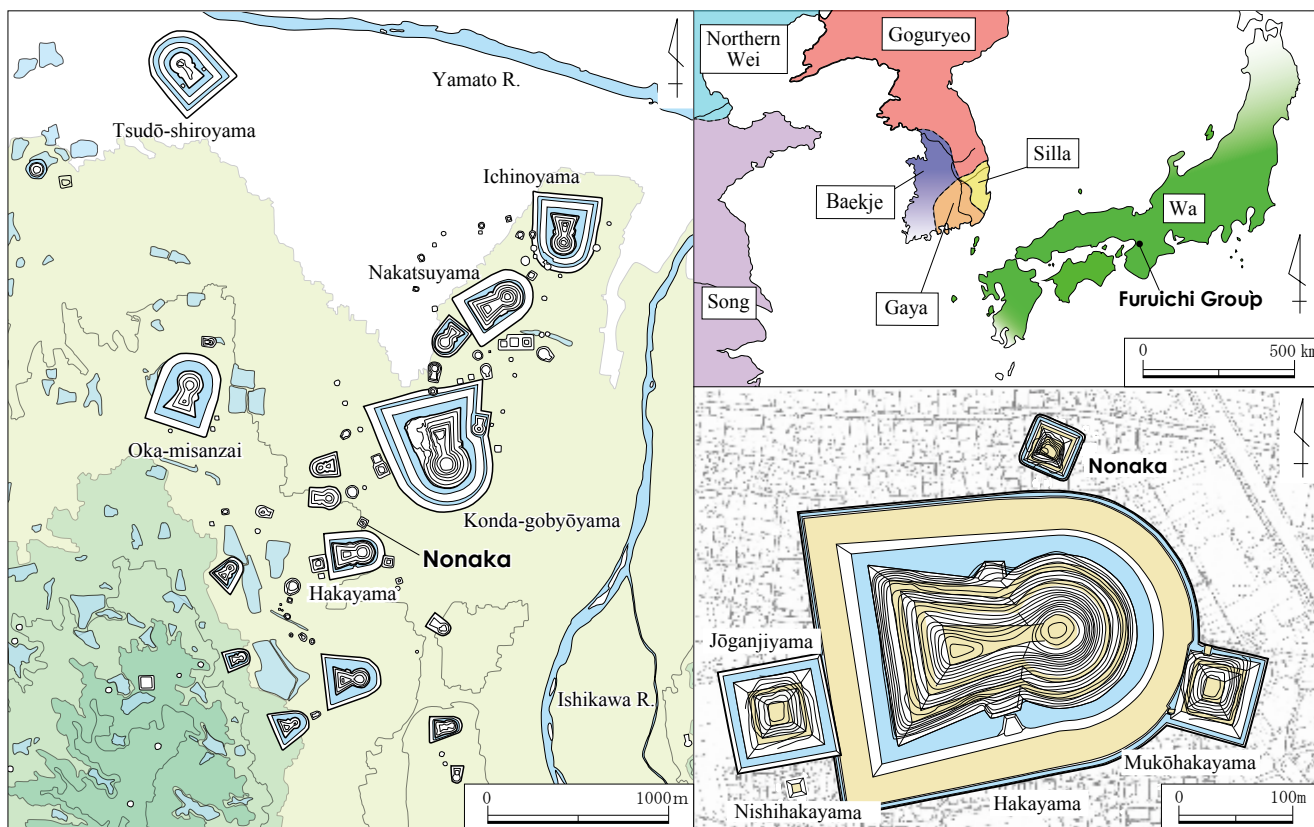 Tsudō-shiroyama
Yamato R.
Ichinoyama
Nakatsuyama
Oka-misanzai
Konda-gobyōyama
Nonaka
Hakayama
Ishikawa R.
0 1000m
Northern
Wei
Goguryeo
Silla
Baekje
Wa
Song
Gaya
Furuichi Group
0 500 km
Nonaka
Jōganjiyama
Mukōhakayama
Nishihakayama
Hakayama
0 100m